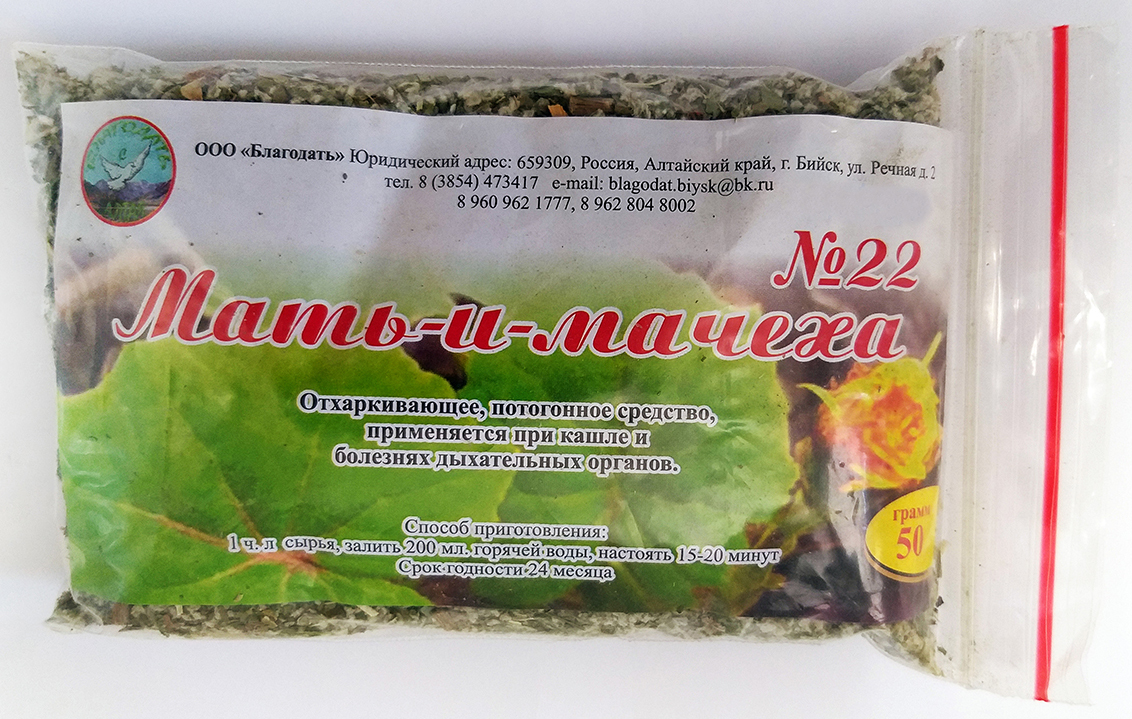 БЛАГОДАТЬ
ООО «Благодать» Юридический адрес: 659309, Россия, Алтайский край, г. Бийск, ул. Речная д. 2
тел. 8 (3854) 473417 e-mail: blagodat.biysk@bk.ru
8 960 962 1777, 8 962 804 8002
№22
Мать-и-мачеха
Отхаркивающее, потогонное средство,
применяется при кашле и
болезнях дыхательных органов.
грамм
50
Способ приготовления:
1 ч. л сырья, залить 200 мл. горячей воды, настоять 15-20 минут
Срок годности 24 месяца